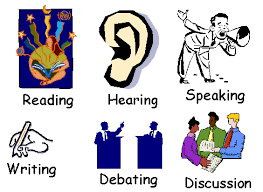 Reading
Hearing
Speaking
Writing
Debating
Discussion